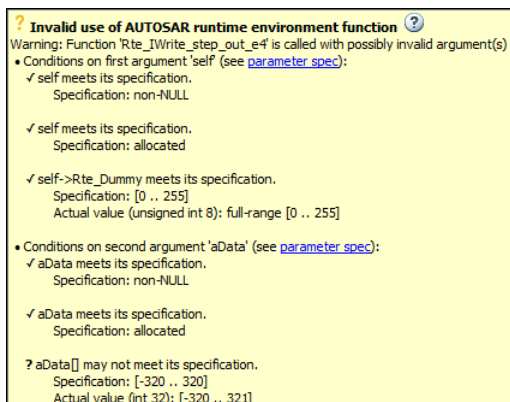 ? Invalid use of AUTOSAR runtime environment function ?
Warning: Function 'Rte_IWrite_step_out_e4' is called with possibly invalid argument(s)
• Conditions on first argument 'self' (see parameter spec):
✓ self meets its specification.
Specification: non-NULL
✓ self meets its specification.
Specification: allocated
✓ self->Rte_Dummy meets its specification.
Specification: [0 .. 255]
Actual value (unsigned int 8): full-range [0 .. 255]
• Conditions on second argument 'aData' (see parameter spec):
✓ aData meets its specification.
Specification: non-NULL
✓ aData meets its specification.
Specification: allocated
? aData[] may not meet its specification.
Specification: [-320 .. 320]
Actual value (int 32): [-320 .. 321]